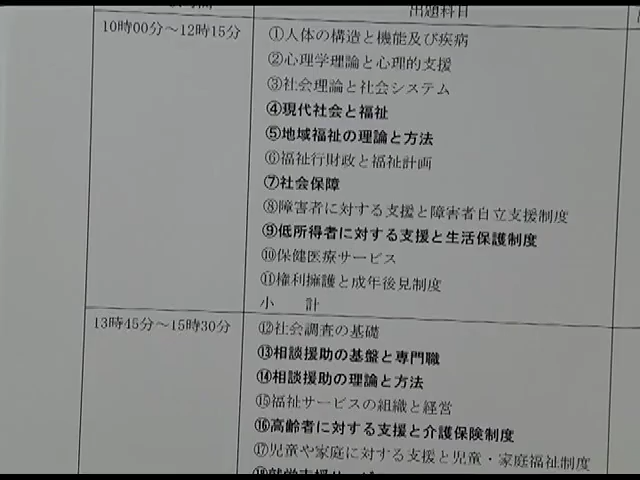 出題科目
10時00分～12時15分
①人体の構造と機能及び疾病
②心理学理論と心理的支援
③社会理論と社会システム
④現代社会と福祉
⑤地域福祉の理論と方法
⑥福祉行財政と福祉計画
⑦社会保障
⑧障害者に対する支援と障害者自立支援制度
⑨低所得者に対する支援と生活保護制度
⑩保健医療サービス
⑪権利擁護と成年後見制度
小 計
13時45分～15時30分
⑫社会調査の基礎
⑬相談援助の基盤と専門職
⑭相談援助の理論と方法
⑮福祉サービスの組織と経営
⑯高齢者に対する支援と介護保険制度
⑰児童や家庭に対する支援と児童・家庭福祉制度